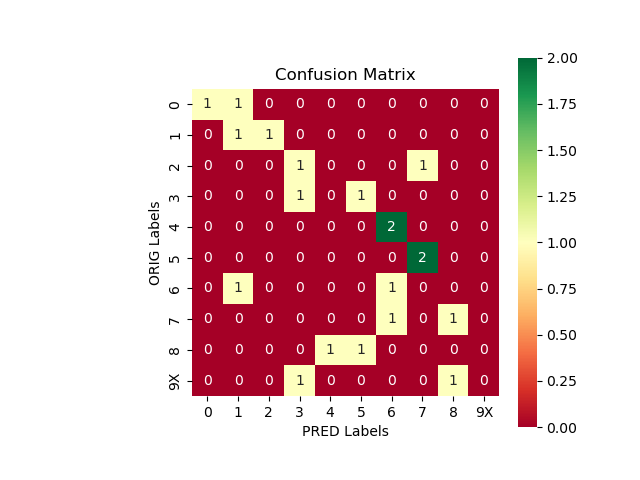 Confusion Matrix
0 1 1 0 0 0 0 0 0 0 0
1 0 1 1 0 0 0 0 0 0 0
2 0 0 0 1 0 0 0 1 0 0
3 0 0 0 1 0 1 0 0 0 0
4 0 0 0 0 0 0 2 0 0 0
5 0 0 0 0 0 0 0 2 0 0
6 0 1 0 0 0 0 1 0 0 0
7 0 0 0 0 0 0 1 0 1 0
8 0 0 0 0 1 1 0 0 0 0
9X 0 0 0 1 0 0 0 0 1 0
0 1 2 3 4 5 6 7 8 9X
ORIG Labels
PRED Labels
2.00
1.75
1.50
1.25
1.00
0.75
0.50
0.25
0.00